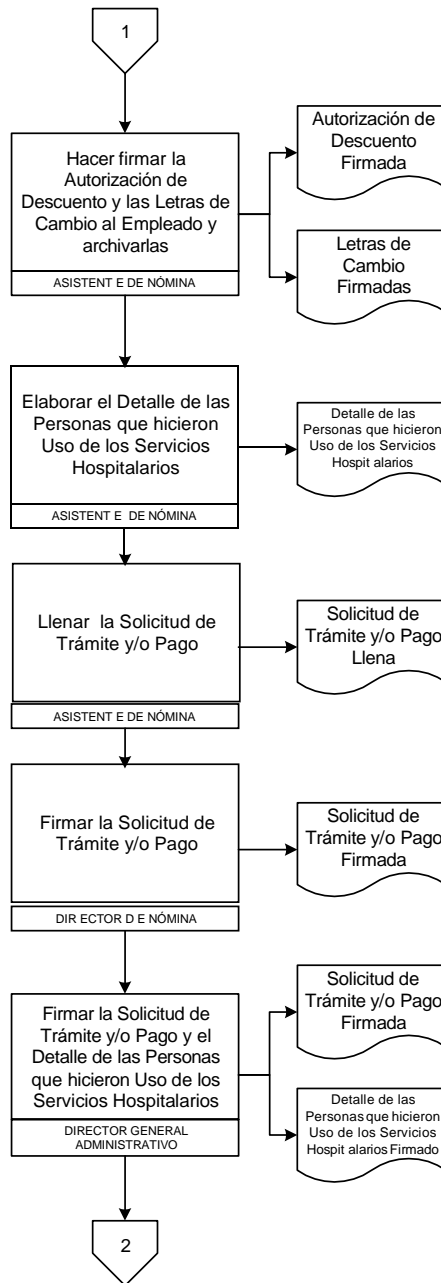 1
Hacer firmar la
Autorización de
Descuento y las Letras de
Cambio al Empleado y
archivarlas
ASISTENT E DE NÓMINA
Autorización de
Descuento
Firmada
Letras de
Cambio
Firmadas
Elaborar el Detalle de las
Personas que hicieron
Uso de los Servicios
Hospitalarios
ASISTENT E DE NÓMINA
Detalle de las
Personas que hicieron
Uso de los Servicios
Hospit alarios
Llenar la Solicitud de
Trámite y/o Pago
ASISTENT E DE NÓMINA
Solicitud de
Trámite y/o Pago
Llena
Firmar la Solicitud de
Trámite y/o Pago
DIR ECTOR D E NÓMINA
Solicitud de
Trámite y/o Pago
Firmada
Firmar la Solicitud de
Trámite y/o Pago y el
Detalle de las Personas
que hicieron Uso de los
Servicios Hospitalarios
DIRECTOR GENERAL
ADMINISTRATIVO
Solicitud de
Trámite y/o Pago
Firmada
Detalle de las
Personas que hicieron
Uso de los Servicios
Hospit alarios Firmado
2